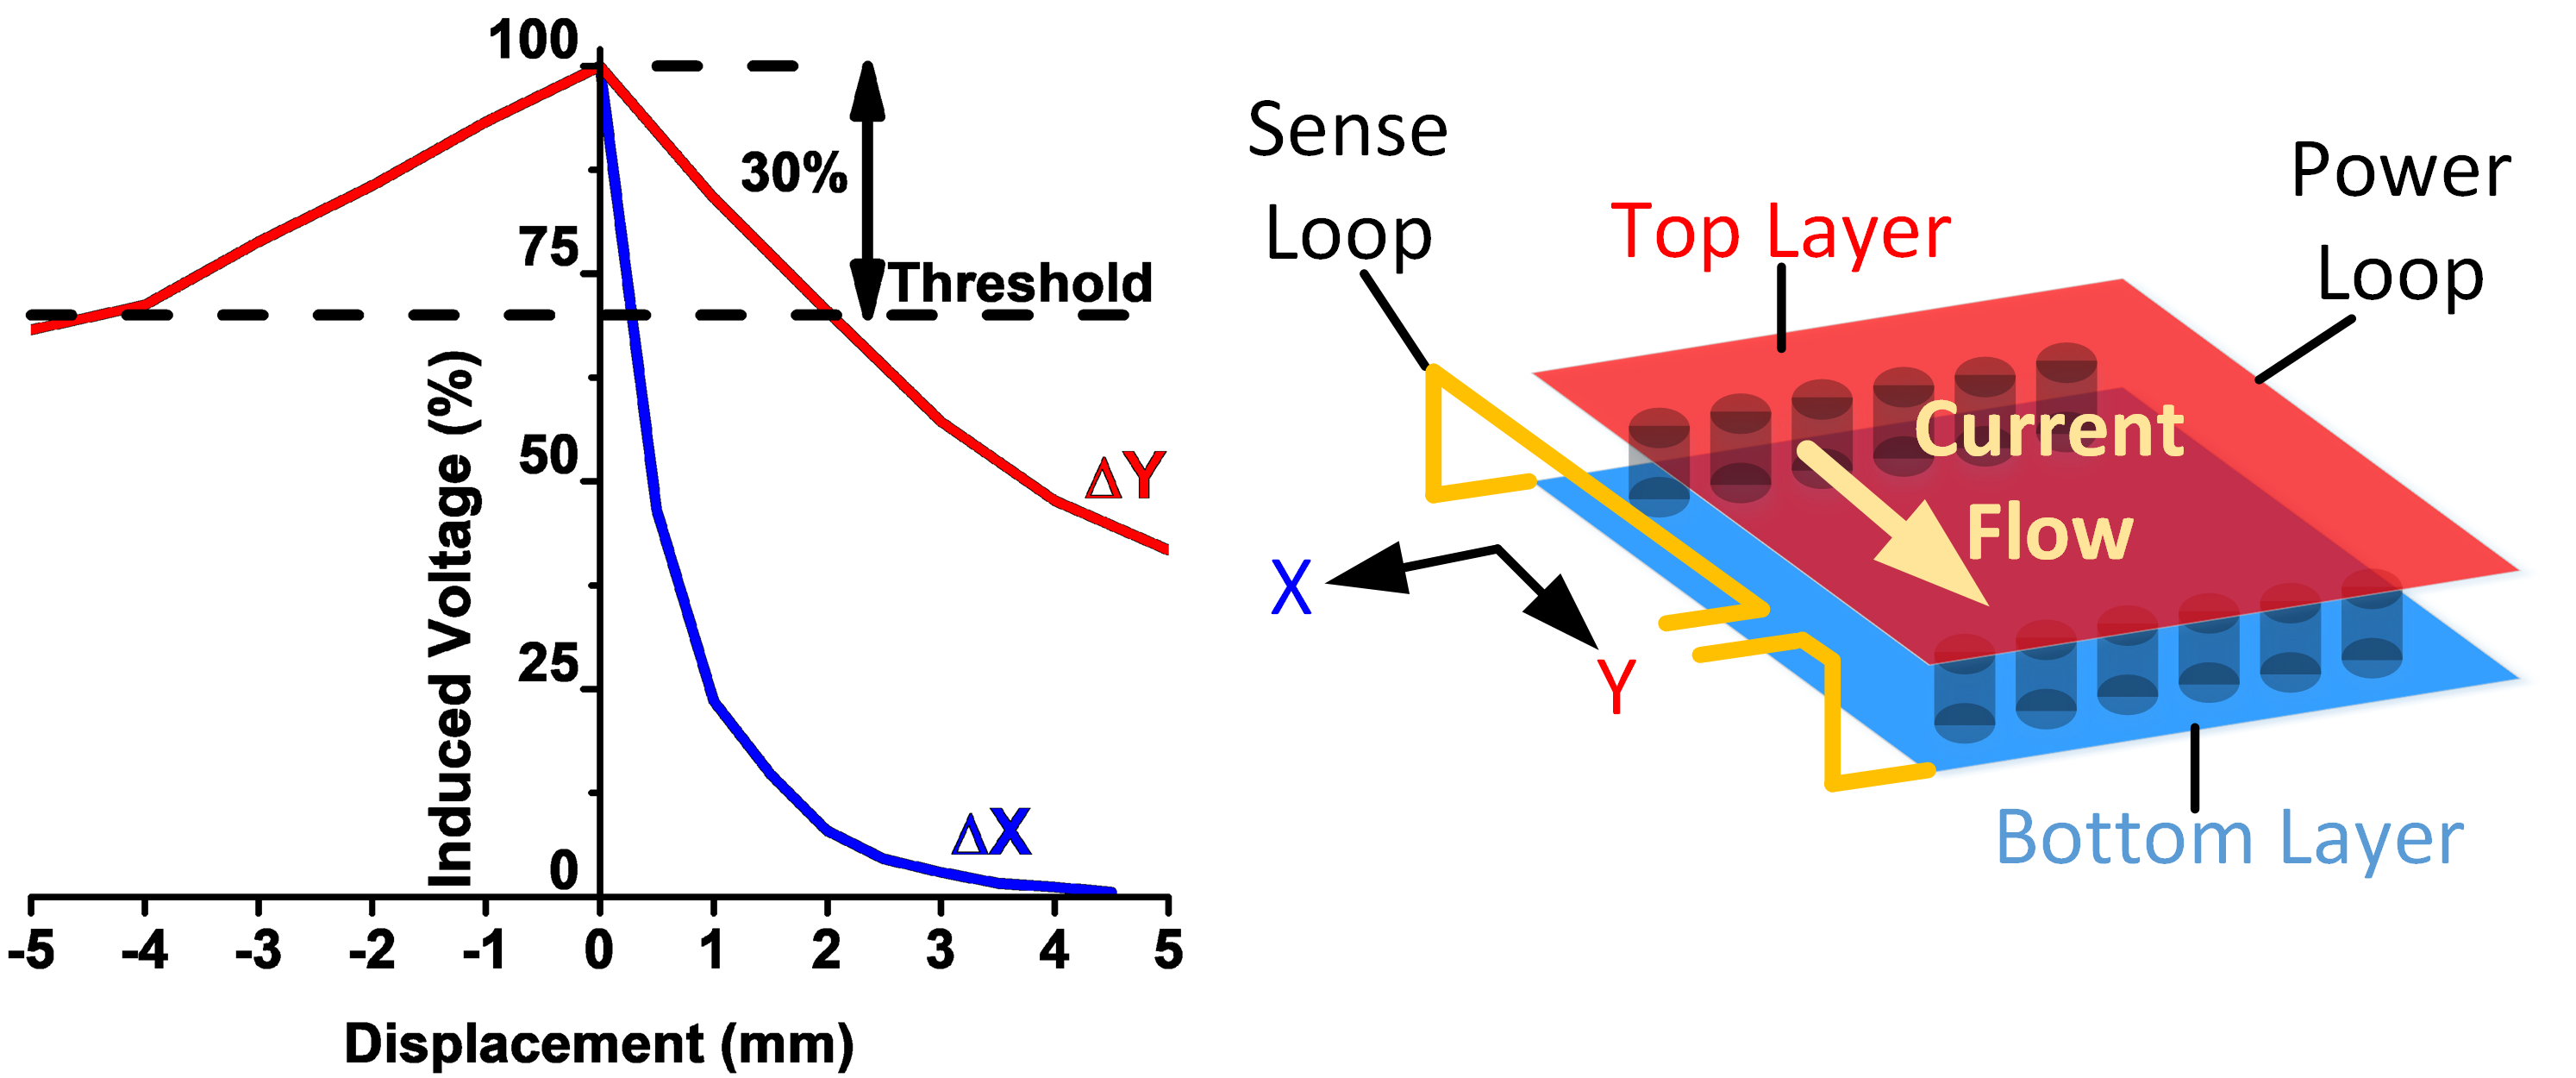 100
75
50
25
0
Induced Voltage (%)
30%
Threshold
ΔY
ΔX
-5 -4 -3 -2 -1 0 1 2 3 4 5
Displacement (mm)
Sense
Loop
Top Layer
Power
Loop
Current
Flow
X
Y
Bottom Layer